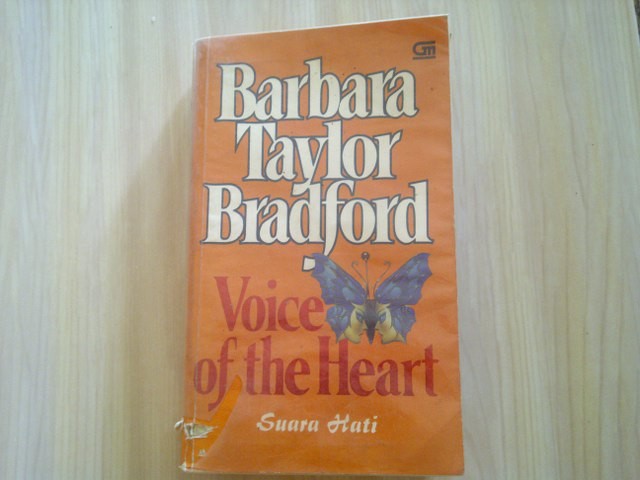 GM
Barbara
Taylor
Bradford
Voice
of the Heart
Suara Hati